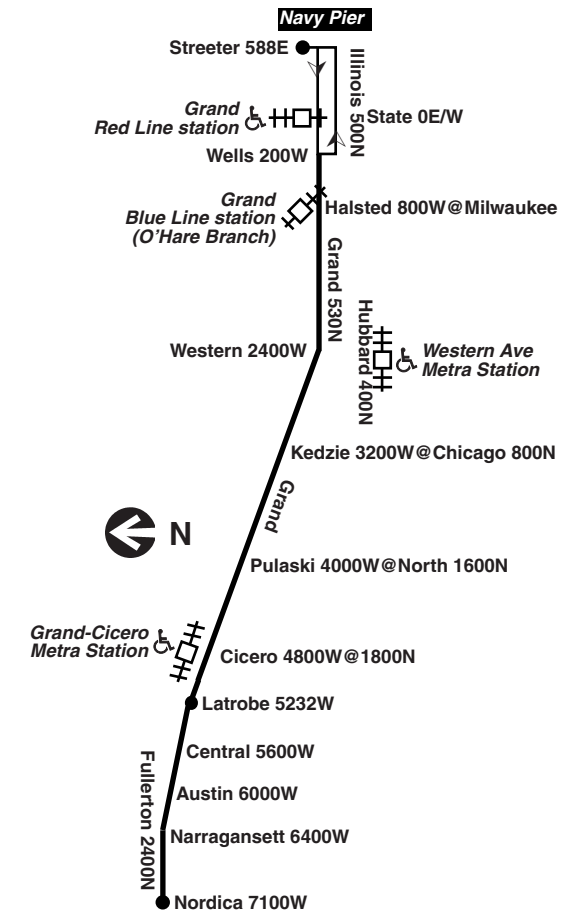 Navy Pier
Streeter 588E
Illinois 500N
Grand
Red Line station
State 0E/W
Wells 200W
Grand
Blue Line station
(O'Hare Branch)
Halsted 800W@Milwaukee
Grand 530N
Hubbard 400N
Western 2400W
Western Ave
Metra Station
Kedzie 3200W@Chicago 800N
Grand
N
Pulaski 4000W@North 1600N
Grand-Cicero
Metra Station
Cicero 4800W@1800N
Latrobe 5232W
Central 5600W
Fullerton 2400N
Austin 6000W
Narragansett 6400W
Nordica 7100W